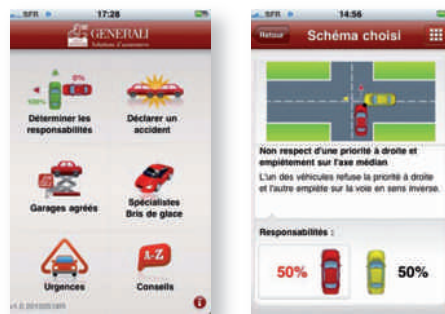 SFR 17:28
GENERALI
Solutions d'assurances
0%
100%
Déterminer les
responsabilités
Déclarer un
accident
Garages agréés
Spécialistes
Bris de glace
A-Z
Urgences
Conseils
SFR 14:56
Retour
Schéma choisi
Non respect d'une priorité à droite et
empiètement sur l'axe médian
L'un des véhicules refuse la priorité à droite
et l'autre empiète sur la voie en sens inverse.
Responsabilités :
50%
50%